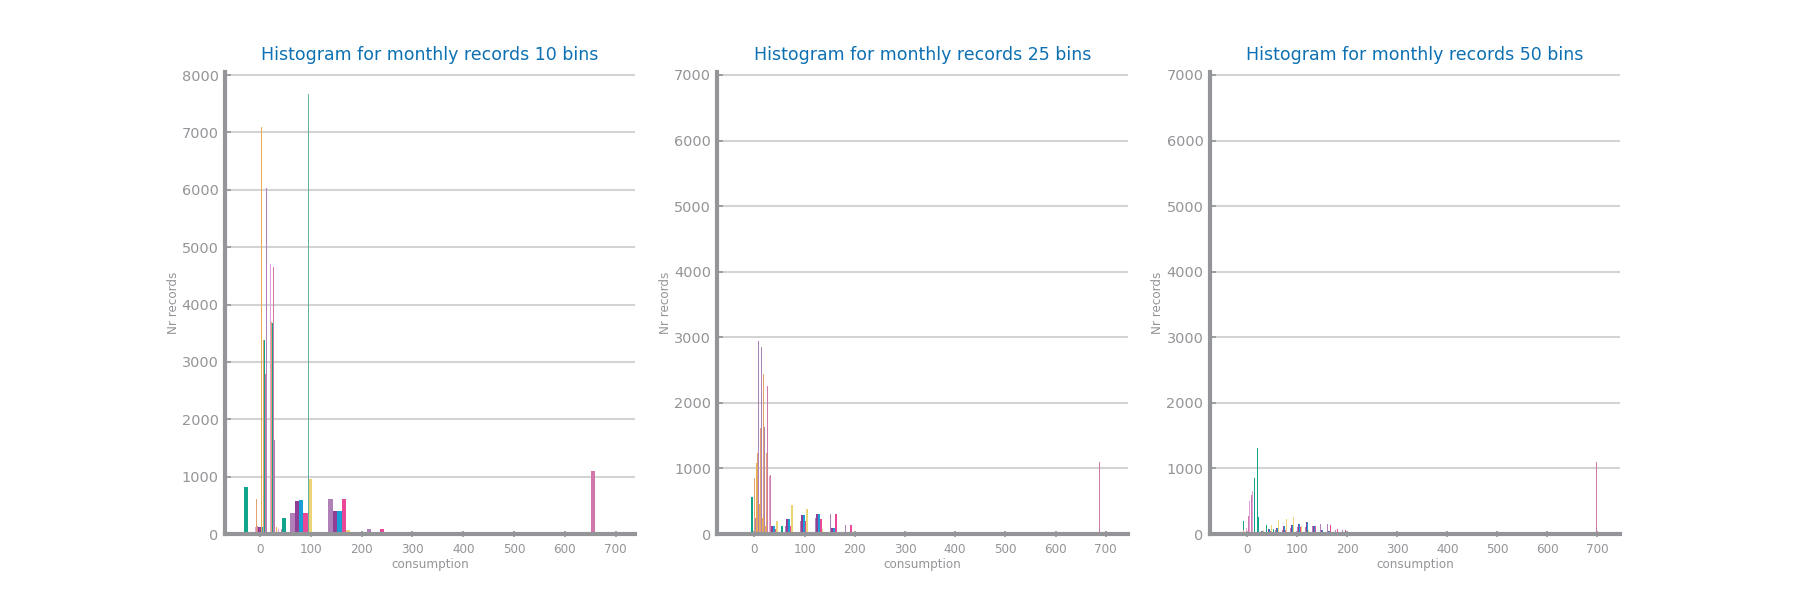 Histogram for monthly records 10 bins
8000
7000
6000
5000
4000
3000
2000
1000
0
Nr records
0 100 200 300 400 500 600 700
consumption
Histogram for monthly records 25 bins
7000
6000
5000
4000
3000
2000
1000
0
Nr records
0 100 200 300 400 500 600 700
consumption
Histogram for monthly records 50 bins
7000
6000
5000
4000
3000
2000
1000
0
Nr records
0 100 200 300 400 500 600 700
consumption